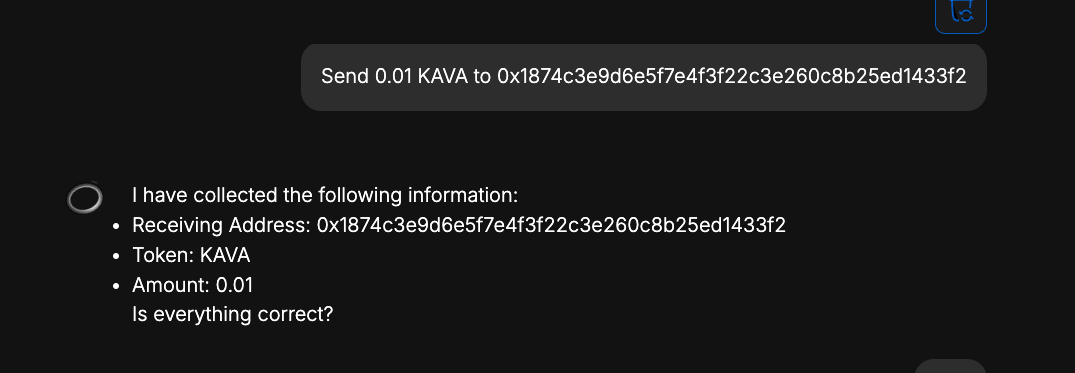 Send 0.01 KAVA to 0x1874c3e9d6e5f7e4f3f22c3e260c8b25ed1433f2
I have collected the following information:
• Receiving Address: 0x1874c3e9d6e5f7e4f3f22c3e260c8b25ed1433f2
• Token: KAVA
• Amount: 0.01
Is everything correct?